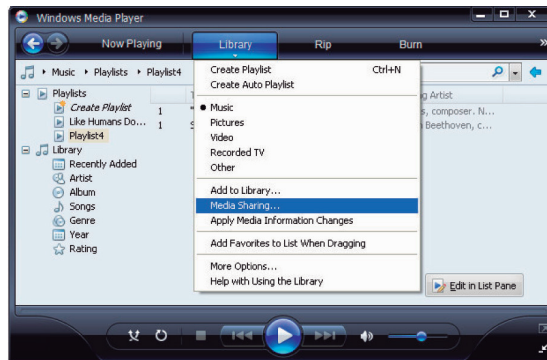 Windows Media Player
Now Playing
Library
Rip
Burn
Music
Playlists
Playlist4
Create Playlist Ctrl+N
Create Auto Playlist
Music
Pictures
Video
Recorded TV
Other
Add to Library...
Media Sharing...
Apply Media Information Changes
Add Favorites to List When Dragging
More Options...
Help with Using the Library
Playlists
Create Playlist
Like Humans Do...
Playlist4
Library
Recently Added
Artist
Album
Songs
Genre
Year
Rating
1
1
Artist
composer. N...
Beethoven, c...
Edit in List Pane